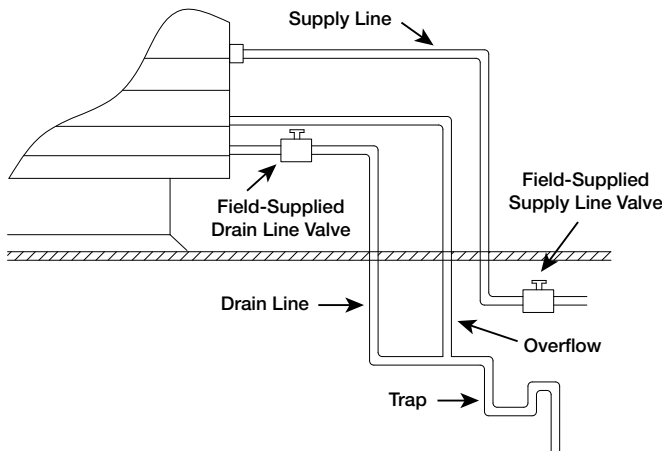 Supply Line
Field-Supplied
Drain Line Valve
Field-Supplied
Supply Line Valve
Drain Line
Overflow
Trap